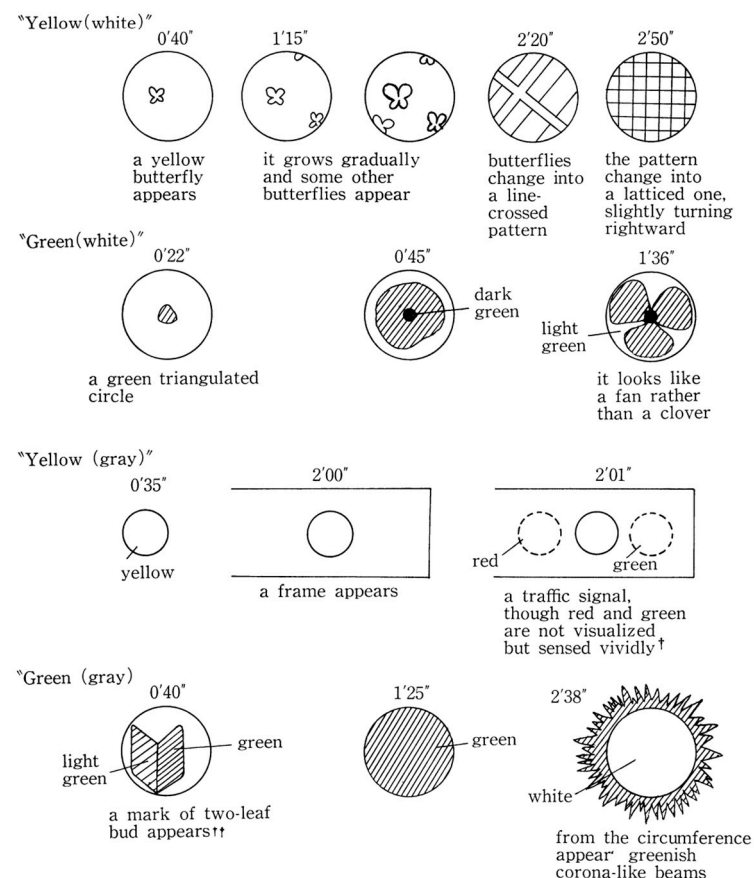 "Yellow(white)"
0'40"
1'15"
2'20"
2'50"
a yellow
butterfly
appears
it grows gradually
and some other
butterflies appear
butterflies
change into
a line-
crossed
pattern
the pattern
change into
a latticed one,
slightly turning
rightward
"Green(white)"
0'22"
0'45"
1'36"
dark
green
light
green
a green triangulated
circle
it looks like
a fan rather
than a clover
"Yellow (gray)"
0'35"
2'00"
2'01"
yellow
red
green
a frame appears
a traffic signal,
though red and green
are not visualized
but sensed vividly†
"Green (gray)
0'40"
1'25"
2'38"
light
green
green
green
white
a mark of two-leaf
bud appears††
from the circumference
appear greenish
corona-like beams